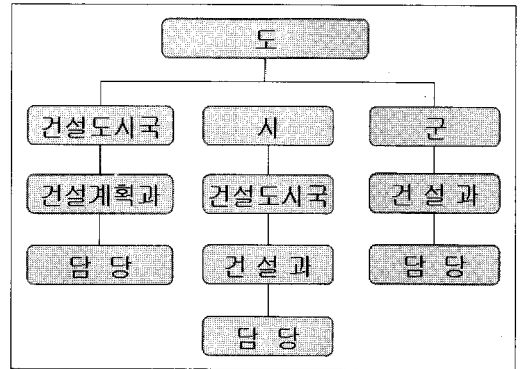 도
건설도시국 시 군
건설계획과 건설도시국 건 설 과
담 당 건 설 과 담 당
담 당